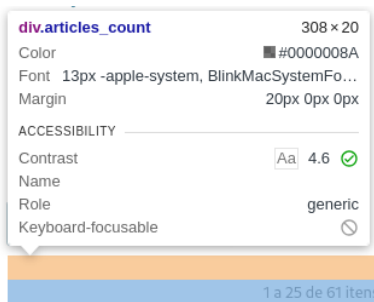 div.articles_count 308 × 20
Color #0000008A
Font 13px -apple-system, BlinkMacSystemFo...
Margin 20px 0px 0px
ACCESSIBILITY
Contrast Aa 4.6
Name
Role generic
Keyboard-focusable
1 a 25 de 61 itens